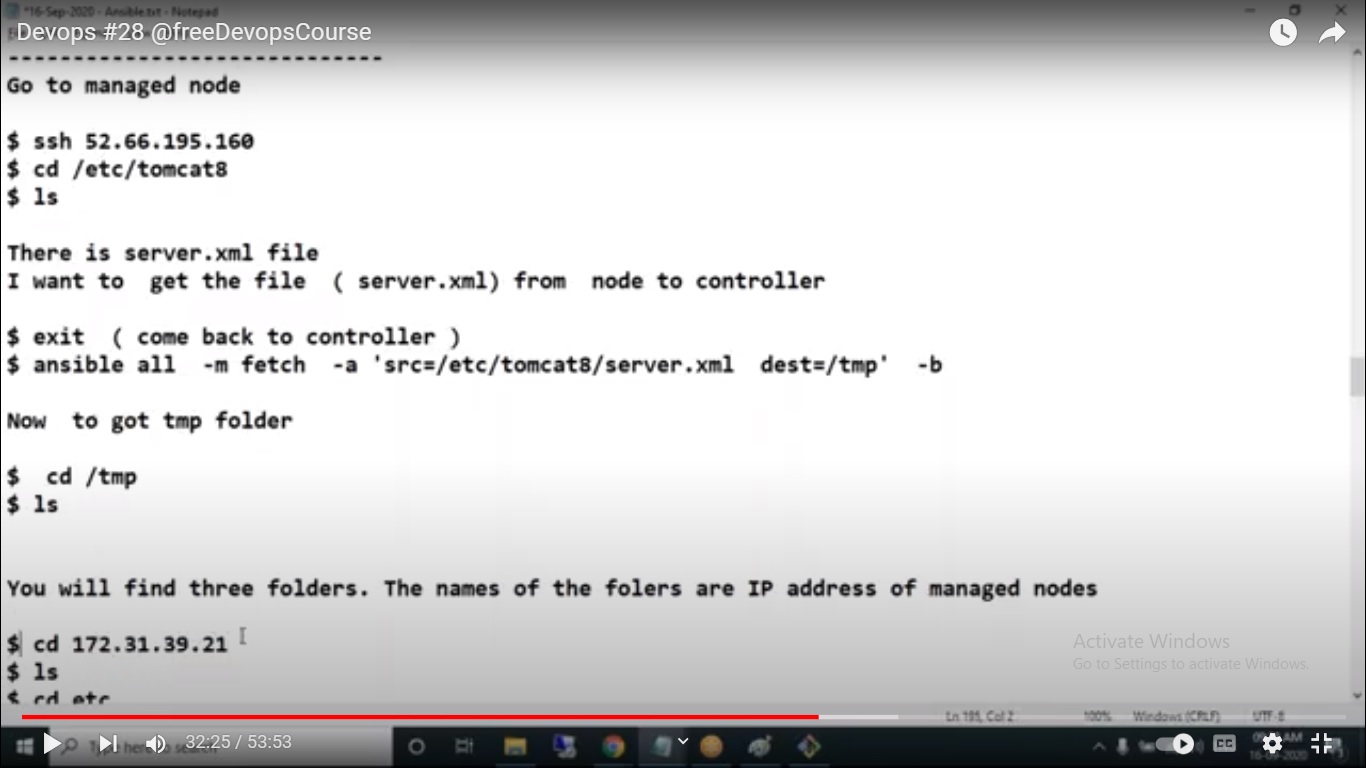 *16-Sep-2020 - Ansible.txt - Notepad
Devops #28 @freeDevopsCourse
-----------------------------
Go to managed node
$ ssh 52.66.195.160
$ cd /etc/tomcat8
$ ls
There is server.xml file
I want to get the file ( server.xml) from node to controller
$ exit ( come back to controller )
$ ansible all -m fetch -a 'src=/etc/tomcat8/server.xml dest=/tmp' -b
Now to got tmp folder
$ cd /tmp
$ ls
You will find three folders. The names of the folers are IP address of managed nodes
$ cd 172.31.39.21
$ ls
$ cd etc
Activate Windows
Go to Settings to activate Windows.
Ln 195, Col 2 100% Windows (CRLF) UTF-8
32:25 / 53:53
CC
16-09-2020